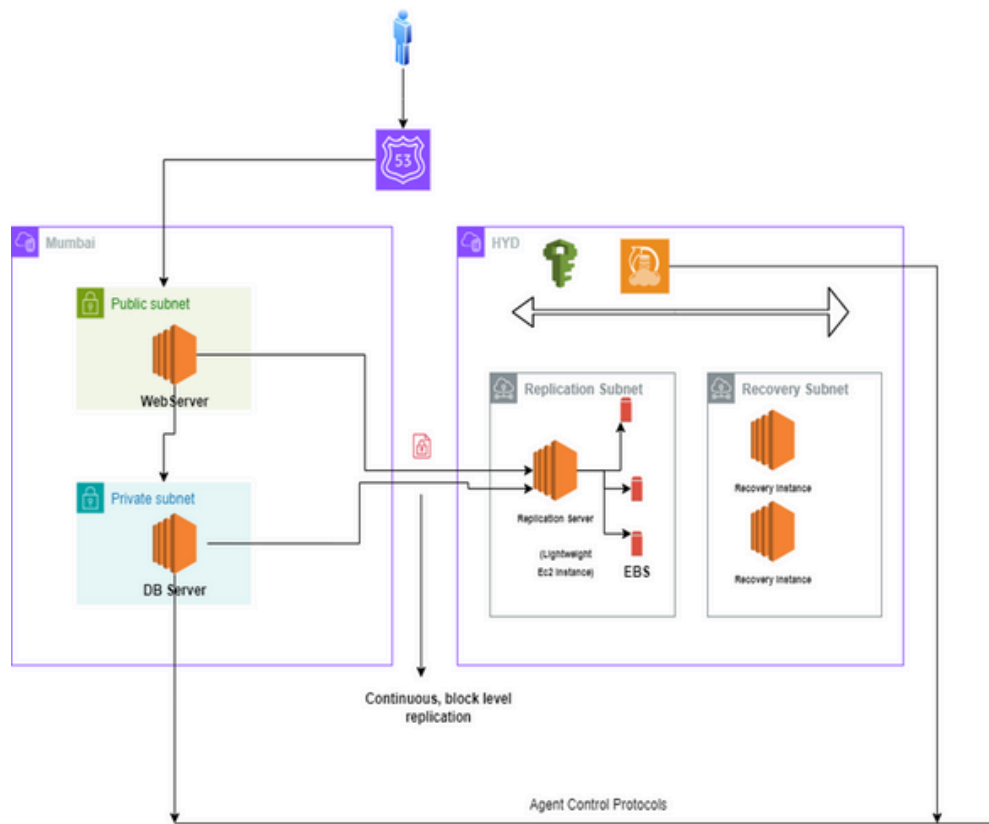 53
Mumbai
HYD
Public subnet
WebServer
Replication Subnet
Recovery Subnet
Recovery Instance
Private subnet
Replication Server
(Lightweight
Ec2 Instance)
EBS
Recovery Instance
DB Server
Continuous, block level
replication
Agent Control Protocols